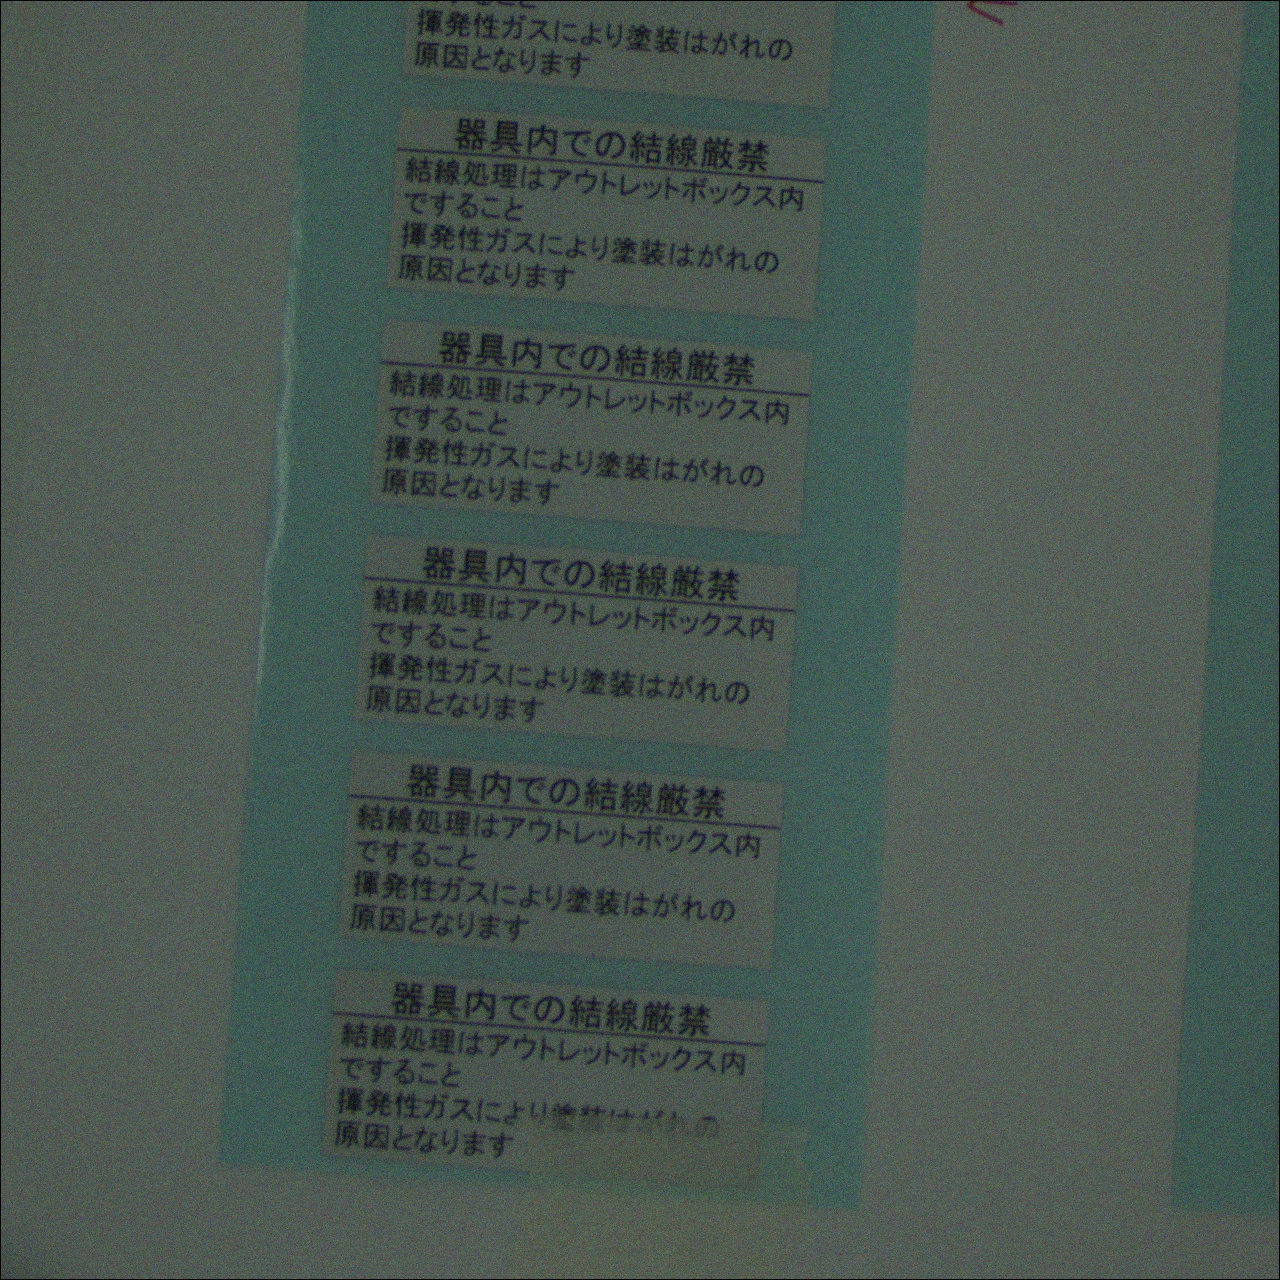 揮発性ガスにより塗装はがれの
原因となります
器具内での結線厳禁
結線処理はアウトレットボックス内
ですること
揮発性ガスにより塗装はがれの
原因となります
器具内での結線厳禁
結線処理はアウトレットボックス内
ですること
揮発性ガスにより塗装はがれの
原因となります
器具内での結線厳禁
結線処理はアウトレットボックス内
ですること
揮発性ガスにより塗装はがれの
原因となります
器具内での結線厳禁
結線処理はアウトレットボックス内
ですること
揮発性ガスにより塗装はがれの
原因となります
器具内での結線厳禁
結線処理はアウトレットボックス内
ですること
揮発性ガスにより塗装はがれの
原因となります